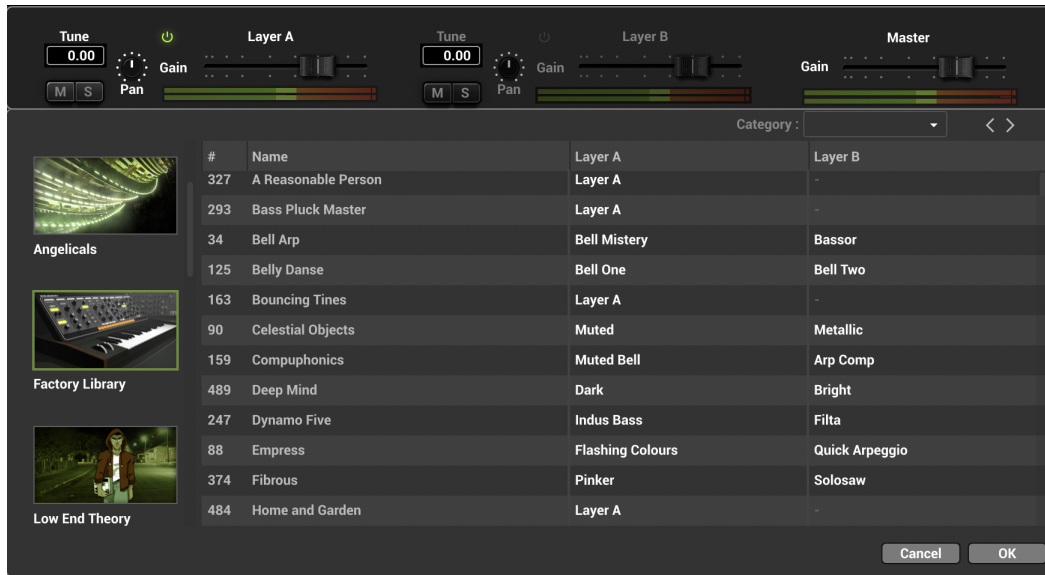 Tune Layer A Tune Layer B Master
0.00 0.00
Gain Gain Gain
M S Pan M S Pan
Category :
# Name Layer A Layer B
327 A Reasonable Person Layer A -
293 Bass Pluck Master Layer A -
34 Bell Arp Bell Mistery Bassor
125 Belly Danse Bell One Bell Two
163 Bouncing Tines Layer A -
90 Celestial Objects Muted Metallic
159 Compuphonics Muted Bell Arp Comp
489 Deep Mind Dark Bright
247 Dynamo Five Indus Bass Filta
88 Empress Flashing Colours Quick Arpeggio
374 Fibrous Pinker Solosaw
484 Home and Garden Layer A -
Angelicals
Factory Library
Low End Theory
Cancel OK